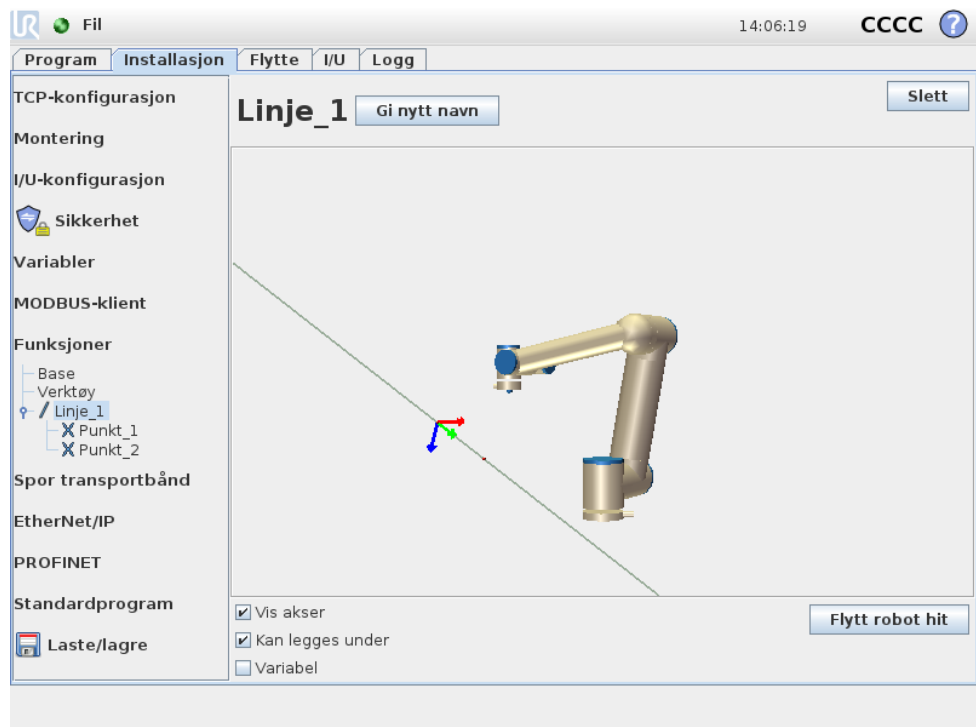 UR Fil 14:06:19 CCCC ?
Program Installasjon Flytte I/U Logg
TCP-konfigurasjon
Montering
I/U-konfigurasjon
Sikkerhet
Variabler
MODBUS-klient
Funksjoner
Base
Verktøy
Linje_1
Punkt_1
Punkt_2
Spor transportbånd
EtherNet/IP
PROFINET
Standardprogram
Laste/lagre
Linje_1 Gi nytt navn Slett
Vis akser
Kan legges under
Variabel
Flytt robot hit